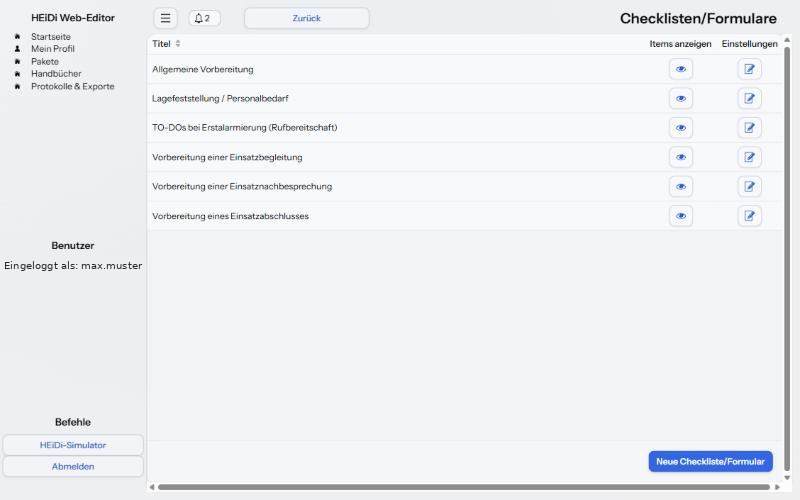 HEiDi Web-Editor
Startseite
Mein Profil
Pakete
Handbücher
Protokolle & Exporte
Benutzer
Eingeloggt als: max.muster
Befehle
HEiDi-Simulator
Abmelden
2
Zurück
Checklisten/Formulare
Titel Items anzeigen Einstellungen
Allgemeine Vorbereitung
Lagefeststellung / Personalbedarf
TO-DOs bei Erstalarmierung (Rufbereitschaft)
Vorbereitung einer Einsatzbegleitung
Vorbereitung einer Einsatznachbesprechung
Vorbereitung eines Einsatzabschlusses
Neue Checkliste/Formular